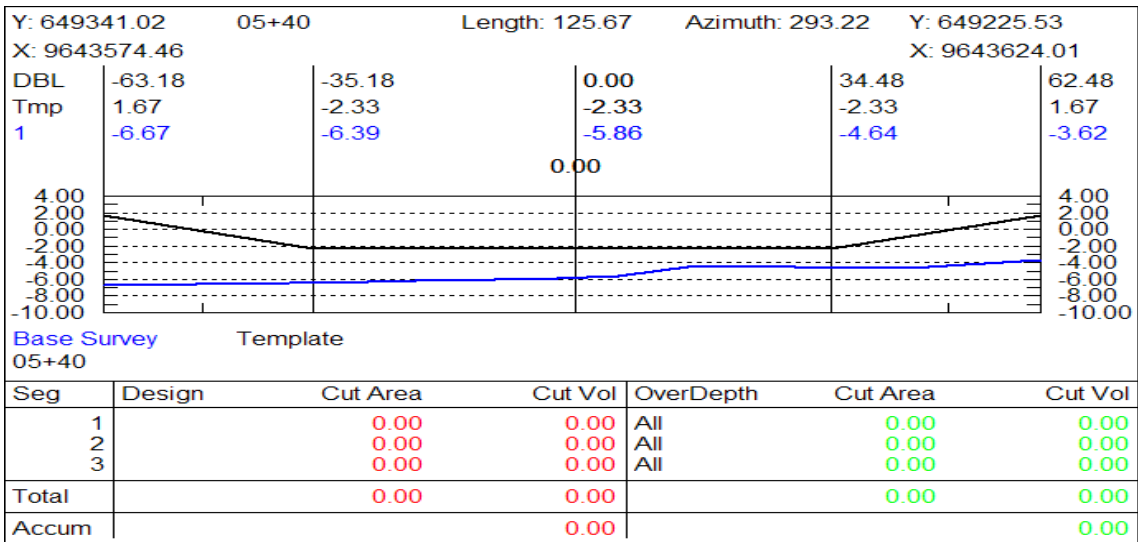 Y: 649341.02 05+40 Length: 125.67 Azimuth: 293.22 Y: 649225.53
X: 9643574.46 X: 9643624.01
DBL -63.18 -35.18 0.00 34.48 62.48
Tmp 1.67 -2.33 -2.33 -2.33 1.67
1 -6.67 -6.39 -5.86 -4.64 -3.62
0.00
4.00 4.00
2.00 2.00
0.00 0.00
-2.00 -2.00
-4.00 -4.00
-6.00 -6.00
-8.00 -8.00
-10.00 -10.00
Base Survey Template
05+40
Seg Design Cut Area Cut Vol OverDepth Cut Area Cut Vol
1 0.00 0.00 All 0.00 0.00
2 0.00 0.00 All 0.00 0.00
3 0.00 0.00 All 0.00 0.00
Total 0.00 0.00 0.00 0.00
Accum 0.00 0.00